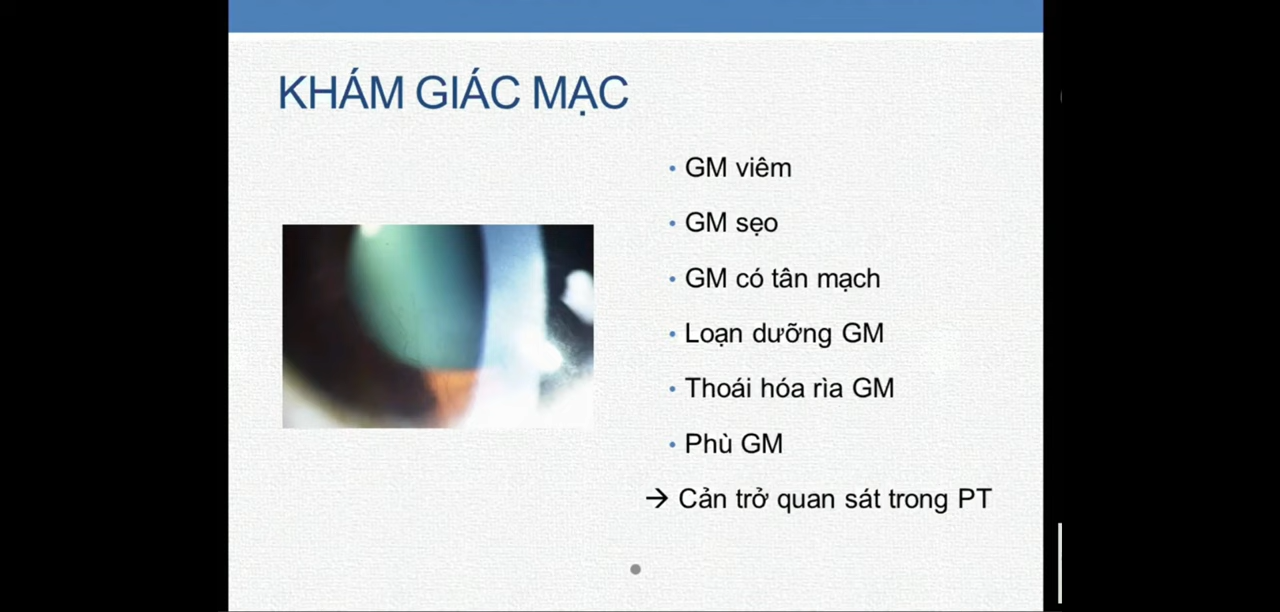 KHÁM GIÁC MẠC
• GM viêm
• GM sẹo
• GM có tân mạch
• Loạn dưỡng GM
• Thoái hóa rìa GM
• Phù GM
→ Cản trở quan sát trong PT